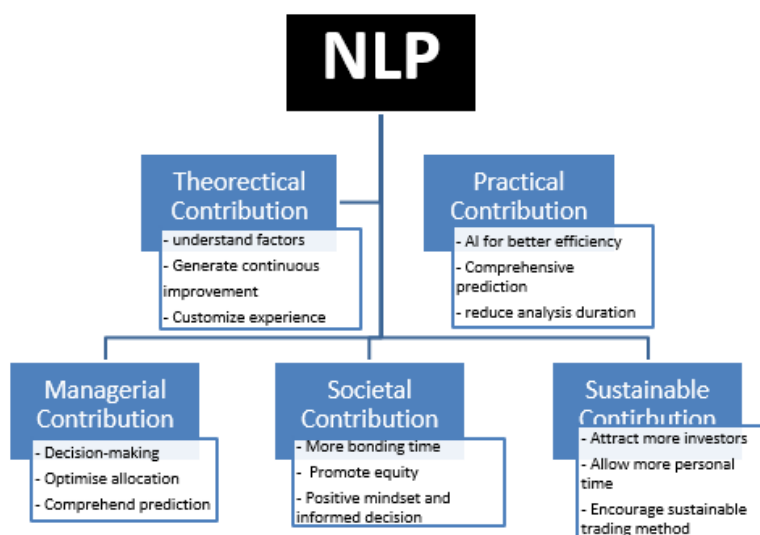 NLP
Theorectical
Contribution
- understand factors
- Generate continuous
improvement
- Customize experience
Practical
Contribution
- AI for better efficiency
- Comprehensive
prediction
- reduce analysis duration
Managerial
Contribution
- Decision-making
- Optimise allocation
- Comprehend prediction
Societal
Contribution
- More bonding time
- Promote equity
- Positive mindset and
informed decision
Sustainable
Contirbution
- Attract more investors
- Allow more personal
time
- Encourage sustainable
trading method